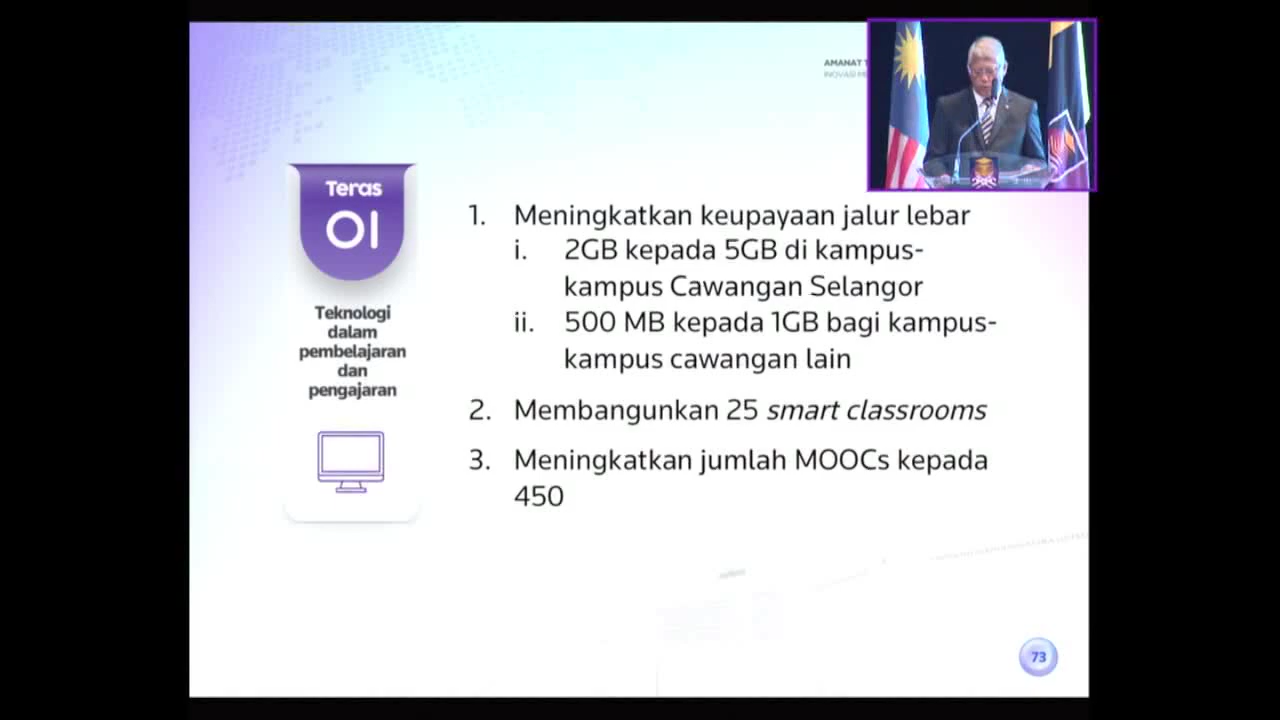 AMANAT
INOVASI
Teras
01
Teknologi
dalam
pembelajaran
dan
pengajaran
1. Meningkatkan keupayaan jalur lebar
i. 2GB kepada 5GB di kampus-
kampus Cawangan Selangor
ii. 500 MB kepada 1GB bagi kampus-
kampus cawangan lain
2. Membangunkan 25 smart classrooms
3. Meningkatkan jumlah MOOCs kepada
450
73